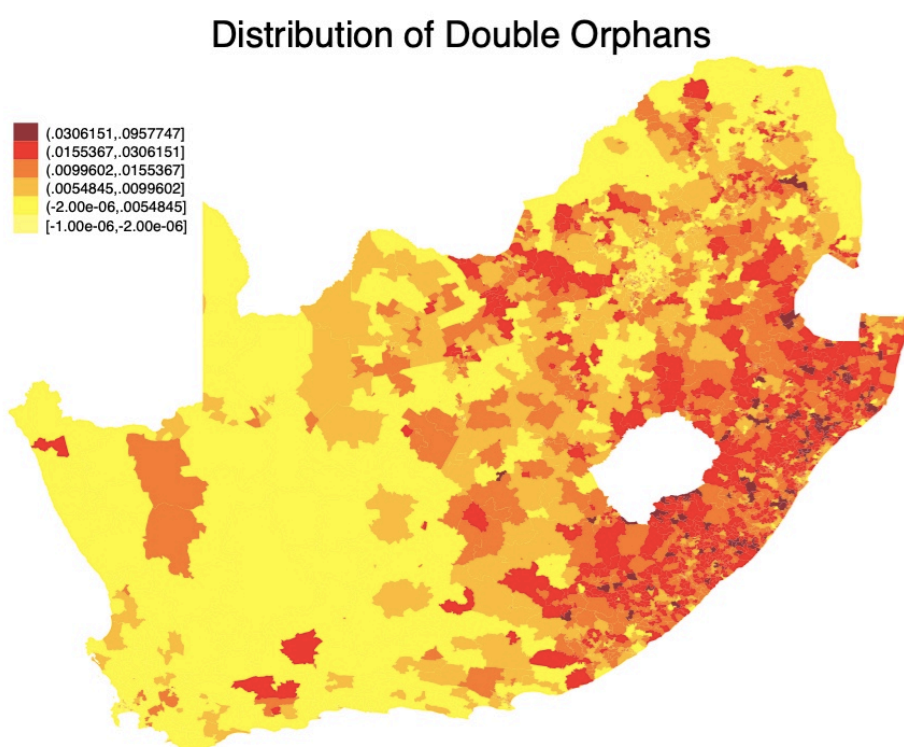 Distribution of Double Orphans
(.0306151,.0957747]
(.0155367,.0306151]
(.0099602,.0155367]
(.0054845,.0099602]
(-2.00e-06,.0054845]
[-1.00e-06,-2.00e-06]